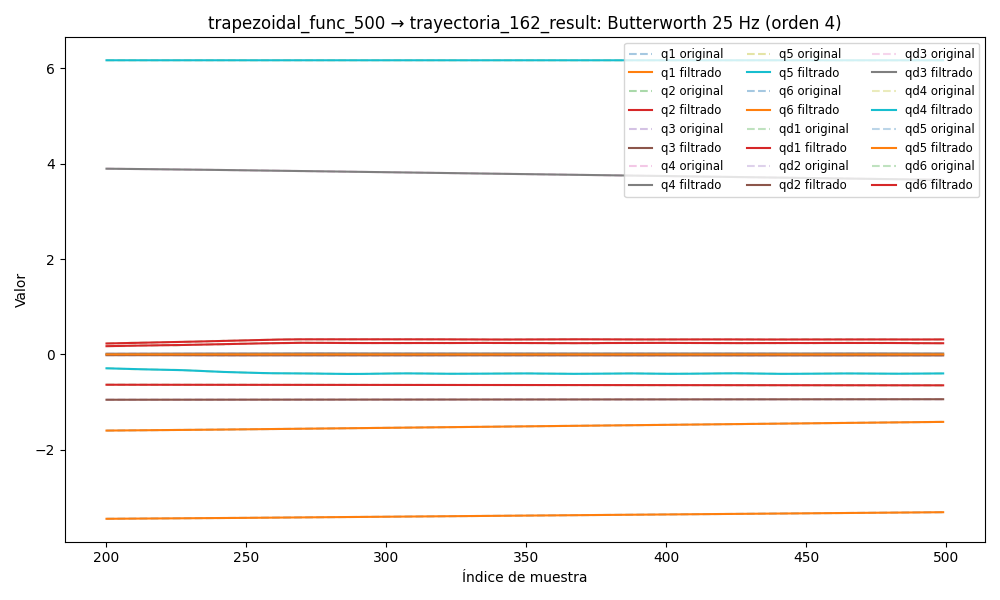 trapezoidal_func_500 → trayectoria_162_result: Butterworth 25 Hz (orden 4)
q1 original
q1 filtrado
q2 original
q2 filtrado
q3 original
q3 filtrado
q4 original
q4 filtrado
q5 original
q5 filtrado
q6 original
q6 filtrado
qd1 original
qd1 filtrado
qd2 original
qd2 filtrado
qd3 original
qd3 filtrado
qd4 original
qd4 filtrado
qd5 original
qd5 filtrado
qd6 original
qd6 filtrado
Valor
6
4
2
0
−2
200
250
300
350
400
450
500
Índice de muestra